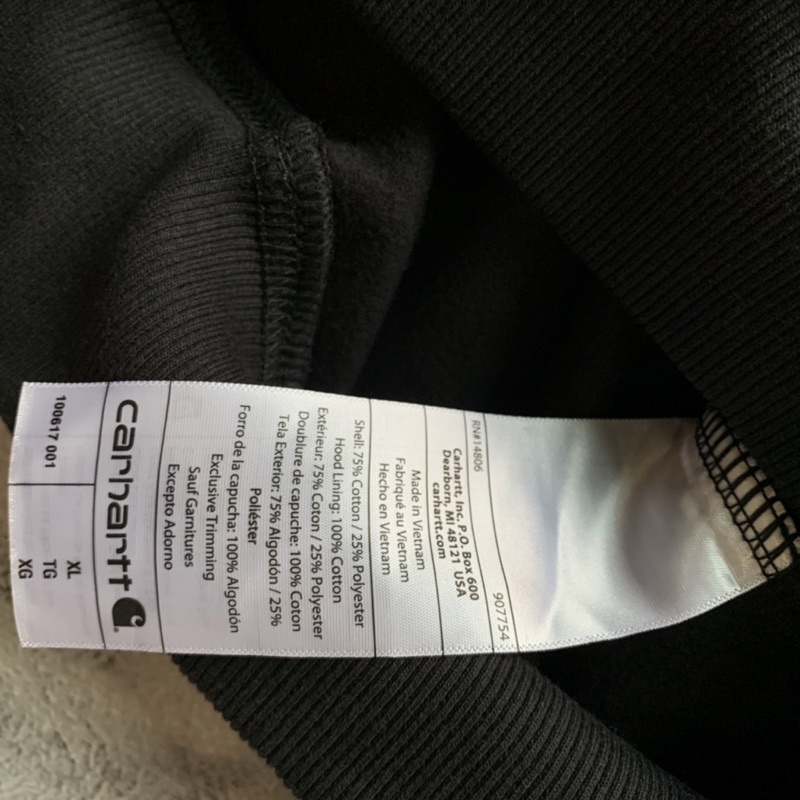 RN#14806 907754
Carhartt, Inc. P.O. Box 600
Dearborn, MI 48121 USA
carhartt.com
Made in Vietnam
Fabriqué au Vietnam
Hecho en Vietnam
Shell: 75% Cotton / 25% Polyester
Hood Lining: 100% Cotton
Extérieur: 75% Coton / 25% Polyester
Doublure de capuche: 100% Coton
Tela Exterior: 75% Algodón / 25%
Poliéster
Forro de la capucha: 100% Algodón
Exclusive Trimming
Sauf Garnitures
Excepto Adorno
carhartt
100617 001
XL
TG
XG